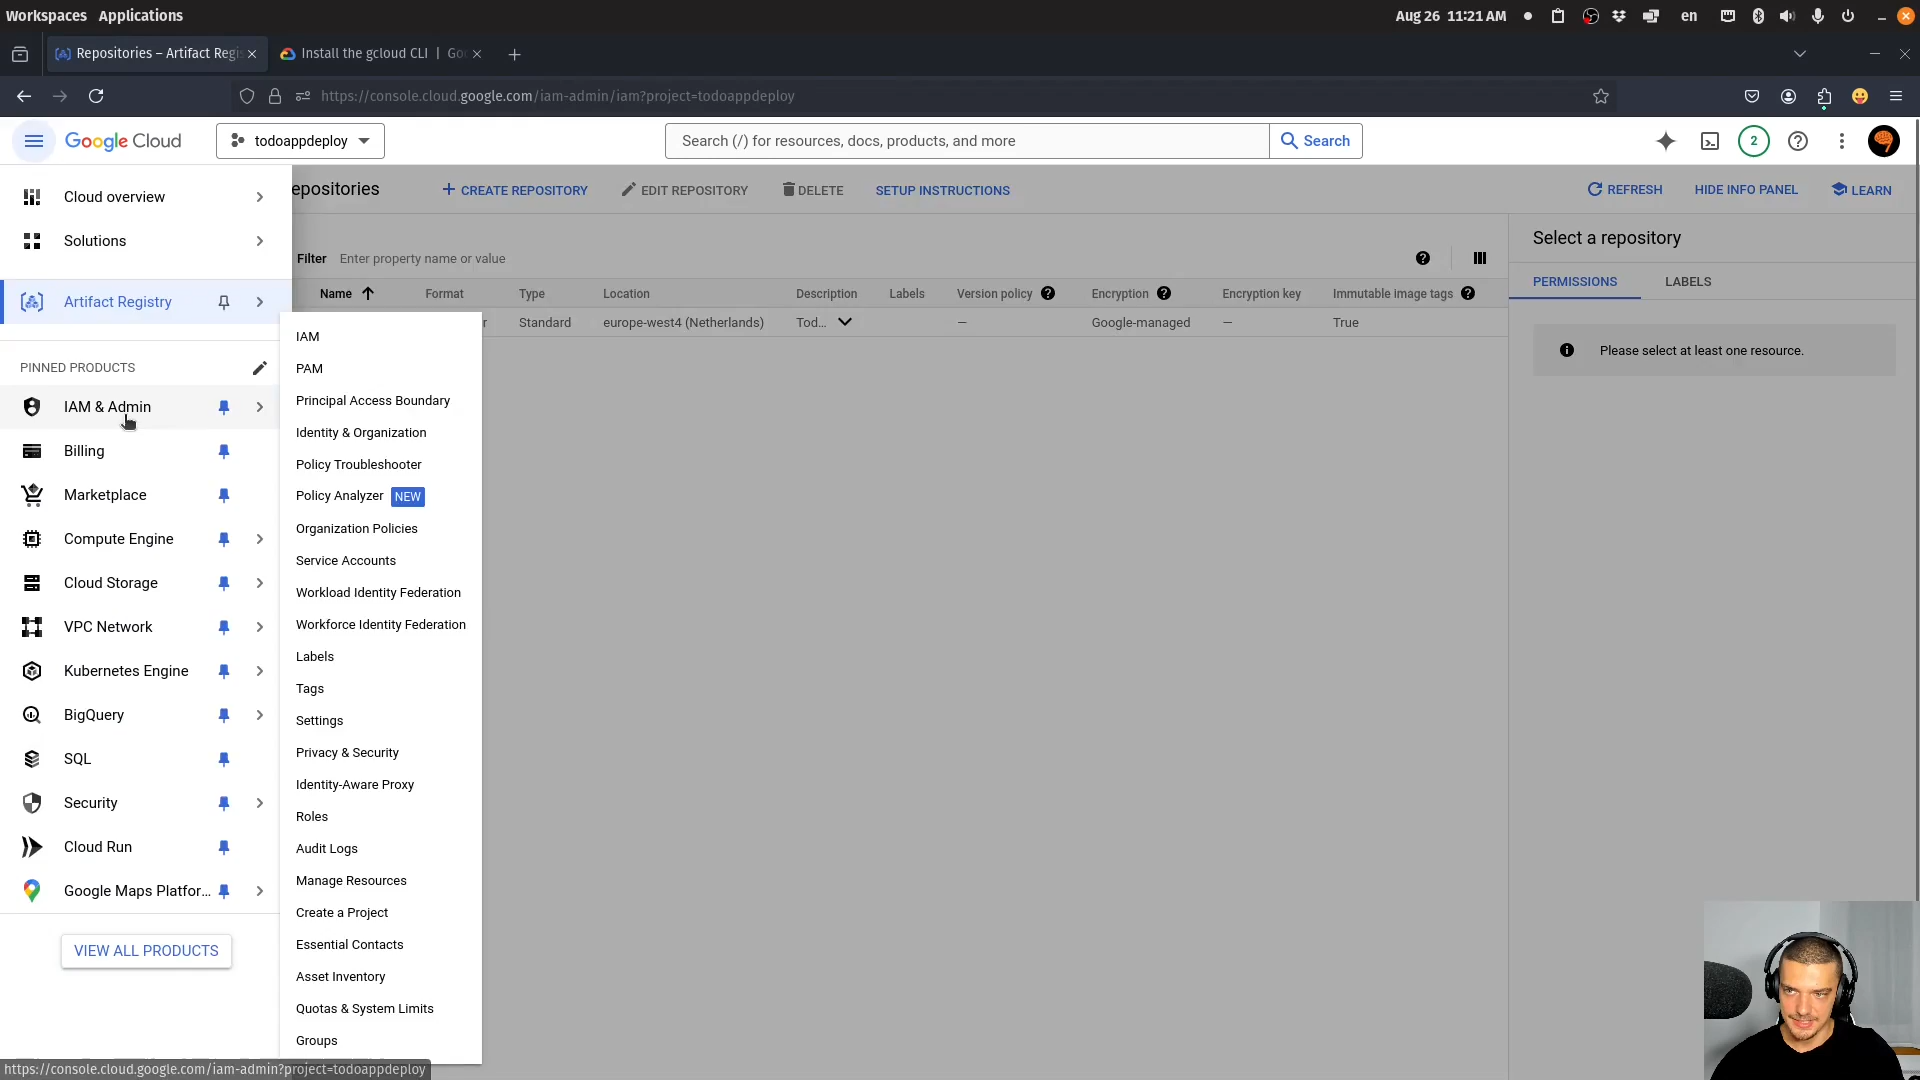 Workspaces Applications
Aug 26 11:21 AM
en
Repositories – Artifact Regis
Install the gcloud CLI | Goo
https://console.cloud.google.com/iam-admin/iam?project=todoappdeploy
Google Cloud
todoappdeploy
Search (/) for resources, docs, products, and more
Search
2
Cloud overview
Solutions
Artifact Registry
PINNED PRODUCTS
IAM & Admin
Billing
Marketplace
Compute Engine
Cloud Storage
VPC Network
Kubernetes Engine
BigQuery
SQL
Security
Cloud Run
Google Maps Platfor...
VIEW ALL PRODUCTS
IAM
PAM
Principal Access Boundary
Identity & Organization
Policy Troubleshooter
Policy Analyzer NEW
Organization Policies
Service Accounts
Workload Identity Federation
Workforce Identity Federation
Labels
Tags
Settings
Privacy & Security
Identity-Aware Proxy
Roles
Audit Logs
Manage Resources
Create a Project
Essential Contacts
Asset Inventory
Quotas & System Limits
Groups
epositories
CREATE REPOSITORY
EDIT REPOSITORY
DELETE
SETUP INSTRUCTIONS
REFRESH
HIDE INFO PANEL
LEARN
Filter Enter property name or value
Name Format Type Location Description Labels Version policy Encryption Encryption key Immutable image tags
r Standard europe-west4 (Netherlands) Tod... — Google-managed — True
Select a repository
PERMISSIONS LABELS
Please select at least one resource.
https://console.cloud.google.com/iam-admin?project=todoappdeploy